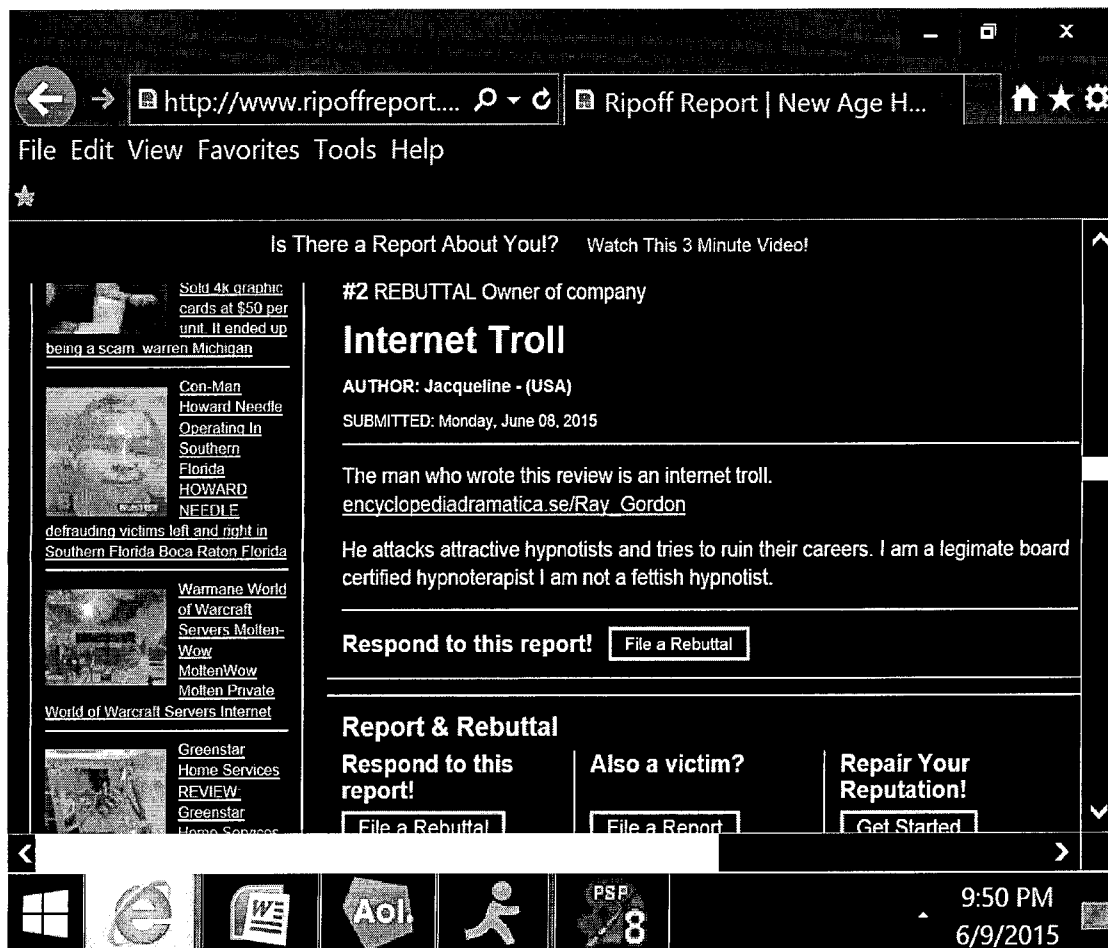 http://www.ripoffreport....
Ripoff Report | New Age H...
File Edit View Favorites Tools Help
Is There a Report About You!? Watch This 3 Minute Video!
Sold 4k graphic
cards at $50 per
unit. It ended up
being a scam warren Michigan
Con-Man
Howard Needle
Operating In
Southern
Florida
HOWARD
NEEDLE
defrauding victims left and right in
Southern Florida Boca Raton Florida
Warmane World
of Warcraft
Servers Molten-
Wow
MoltenWow
Molten Private
World of Warcraft Servers Internet
Greenstar
Home Services
REVIEW:
Greenstar
Home Services
#2 REBUTTAL Owner of company
Internet Troll
AUTHOR: Jacqueline - (USA)
SUBMITTED: Monday, June 08, 2015
The man who wrote this review is an internet troll.
encyclopediadramatica.se/Ray_Gordon
He attacks attractive hypnotists and tries to ruin their careers. I am a legimate board
certified hypnoterapist I am not a fettish hypnotist.
Respond to this report! File a Rebuttal
Report & Rebuttal
Respond to this
report!
File a Rebuttal
Also a victim?
File a Report
Repair Your
Reputation!
Get Started
W
Aol.
PSP
8
9:50 PM
6/9/2015